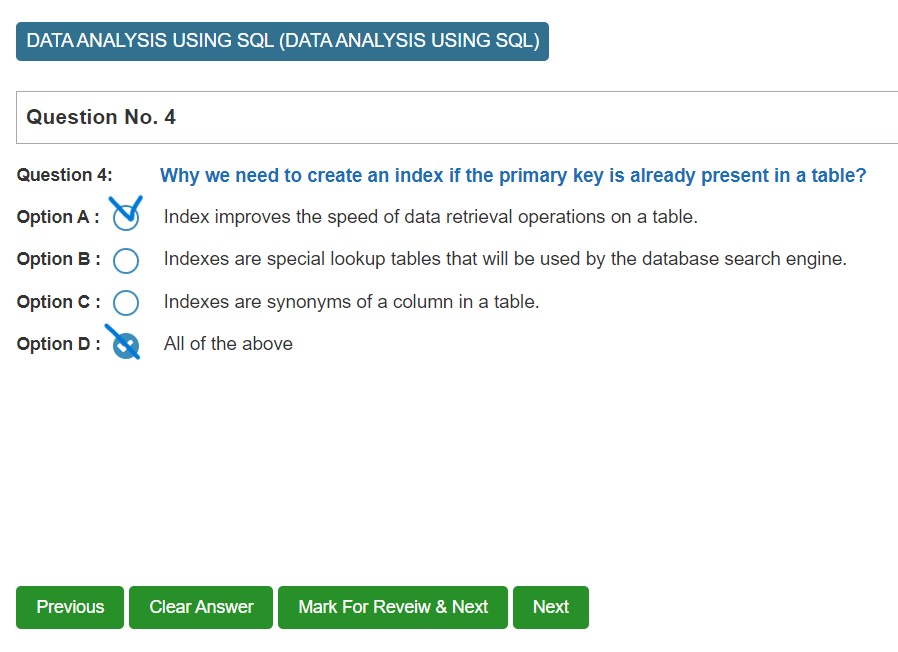 DATA ANALYSIS USING SQL (DATA ANALYSIS USING SQL)
Question No. 4
Question 4: Why we need to create an index if the primary key is already present in a table?
Option A : Index improves the speed of data retrieval operations on a table.
Option B : Indexes are special lookup tables that will be used by the database search engine.
Option C : Indexes are synonyms of a column in a table.
Option D : All of the above
Previous Clear Answer Mark For Reveiw & Next Next